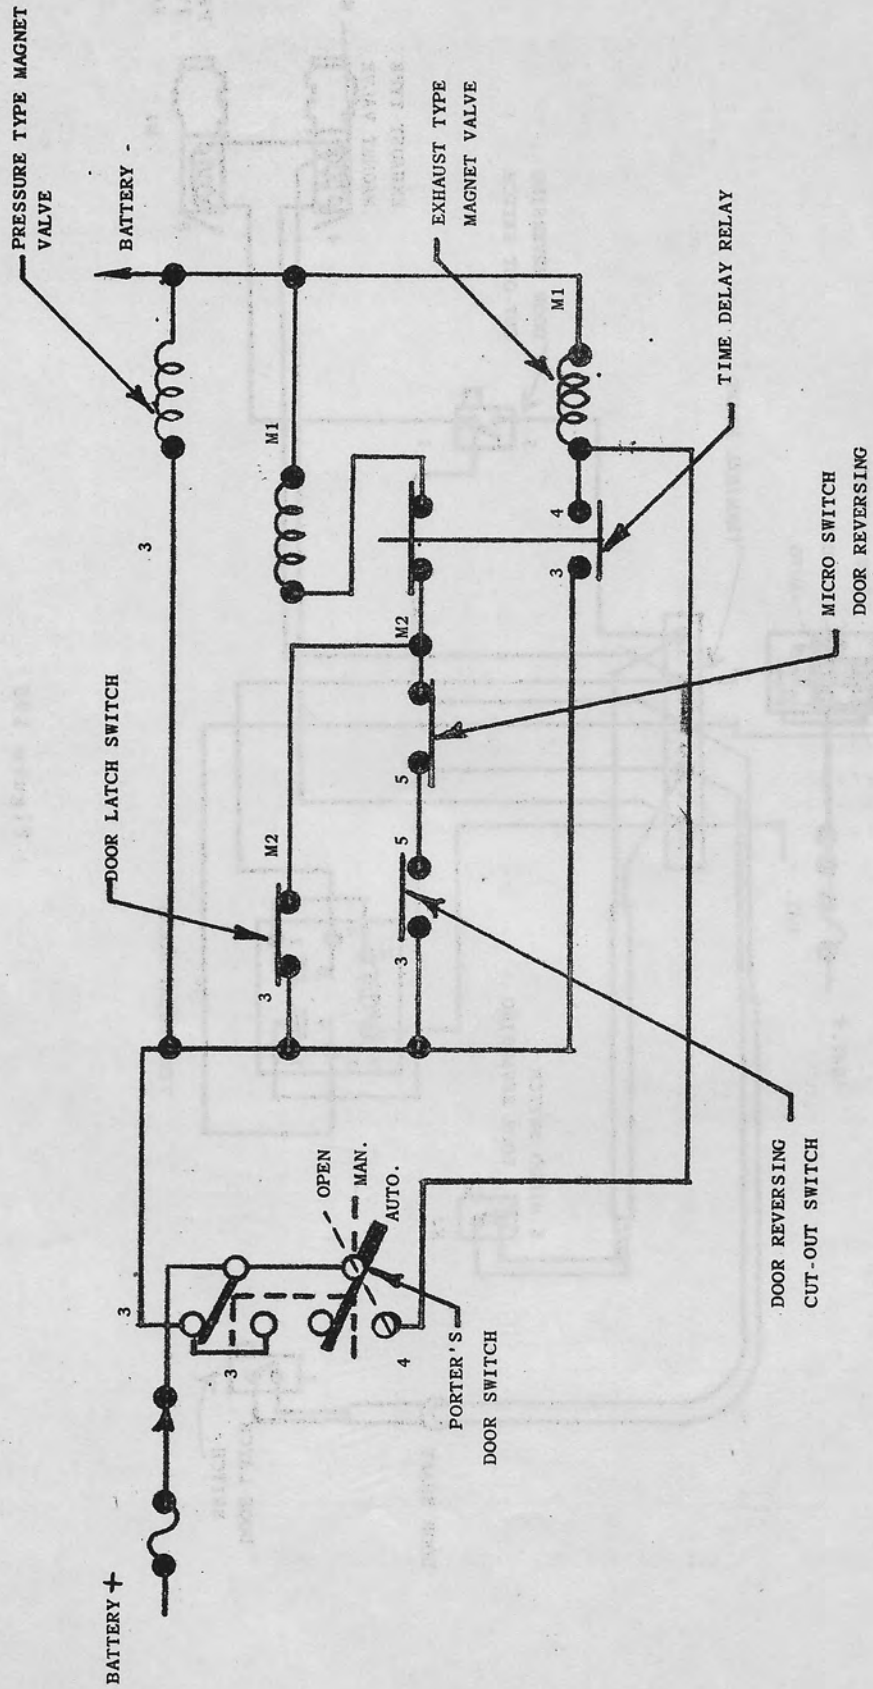 PRESSURE TYPE MAGNET
VALVE
BATTERY -
EXHAUST TYPE
MAGNET VALVE
TIME DELAY RELAY
MICRO SWITCH
DOOR REVERSING
DOOR LATCH SWITCH
DOOR REVERSING
CUT-OUT SWITCH
PORTER'S
DOOR SWITCH
OPEN
MAN.
AUTO.
BATTERY +
3
3
4
3
M2
3
5
5
M2
3
4
M1
M1
3